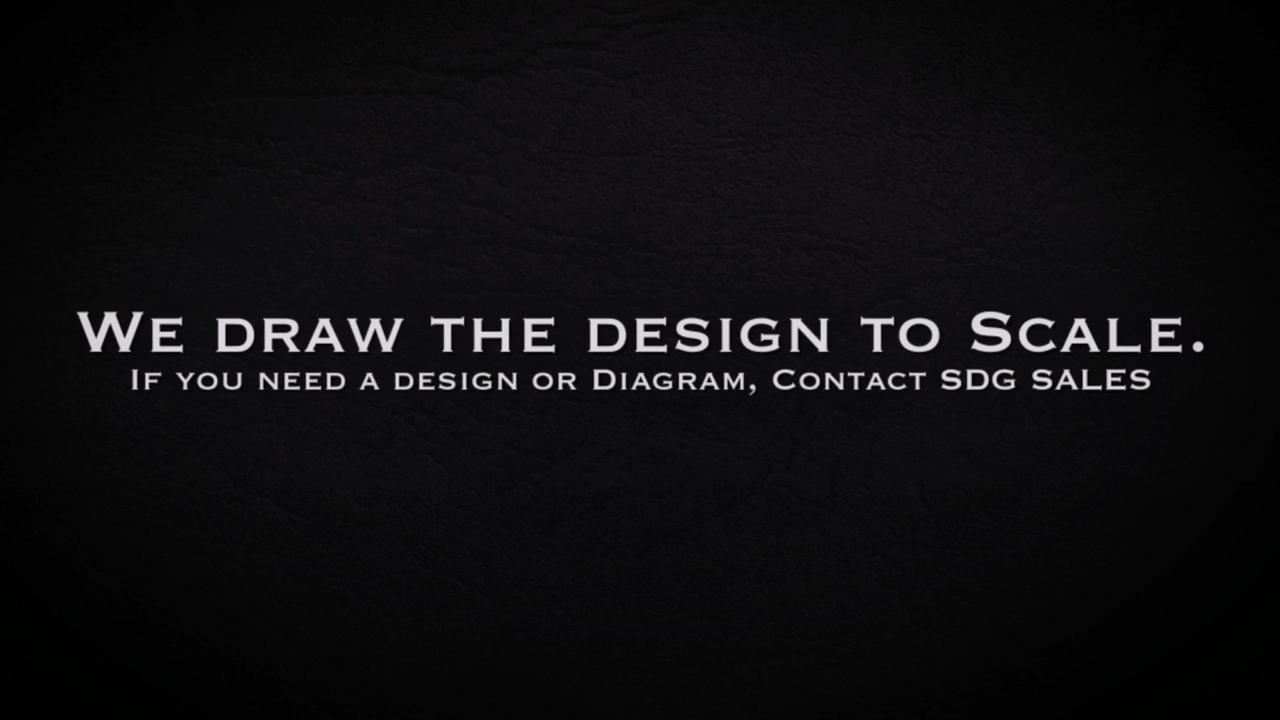 We draw the design to Scale.
If you need a design or Diagram, Contact SDG SALES